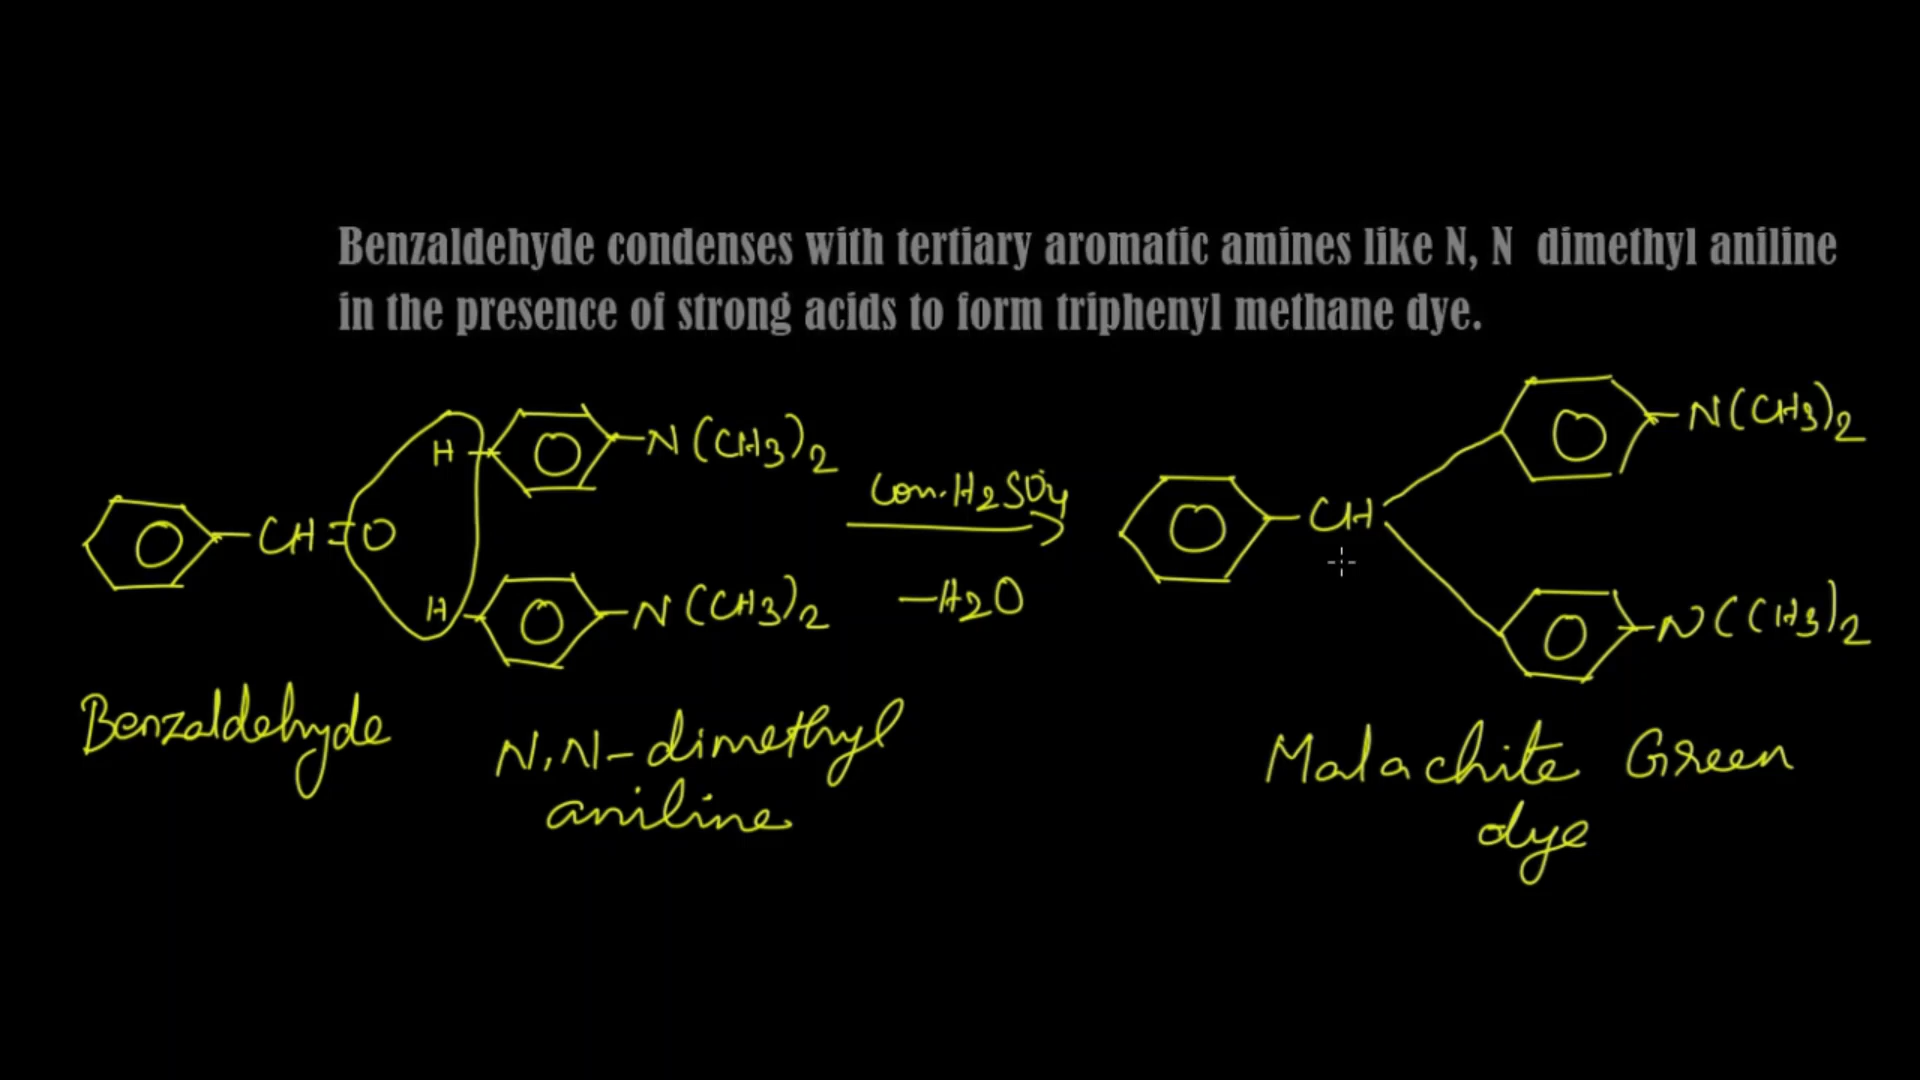 Benzaldehyde condenses with tertiary aromatic amines like N, N dimethyl aniline
in the presence of strong acids to form triphenyl methane dye.
H N(CH3)2
CH=O
H N(CH3)2
Con. H2SO4
-H2O
CH
N(CH3)2
N(CH3)2
Benzaldehyde
N,N-dimethyl
aniline
Malachite Green
dye